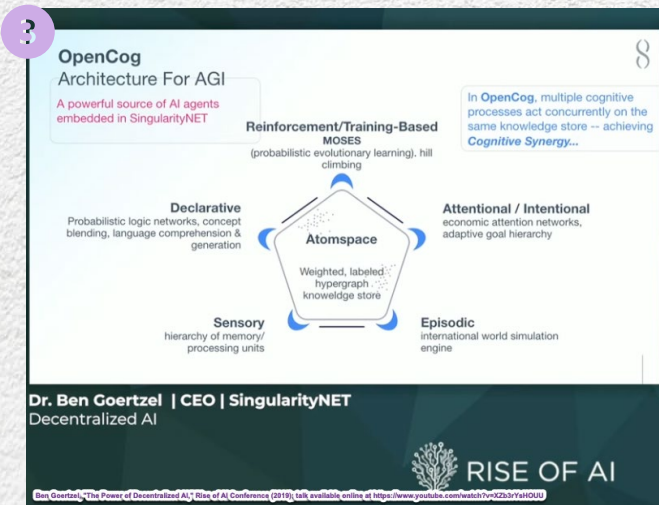 3
OpenCog
Architecture For AGI
A powerful source of AI agents
embedded in SingularityNET
In OpenCog, multiple cognitive
processes act concurrently on the
same knowledge store -- achieving
Cognitive Synergy...
Reinforcement/Training-Based
MOSES
(probabilistic evolutionary learning). hill
climbing
Declarative
Probabilistic logic networks, concept
blending, language comprehension &
generation
Attentional / Intentional
economic attention networks,
adaptive goal hierarchy
Atomspace
Weighted, labeled
hypergraph
knoweldge store
Sensory
hierarchy of memory/
processing units
Episodic
international world simulation
engine
Dr. Ben Goertzel | CEO | SingularityNET
Decentralized AI
RISE OF AI
Ben Goertzel, "The Power of Decentralized AI," Rise of AI Conference (2019); talk available online at https://www.youtube.com/watch?v=XZb3rYsHOUU